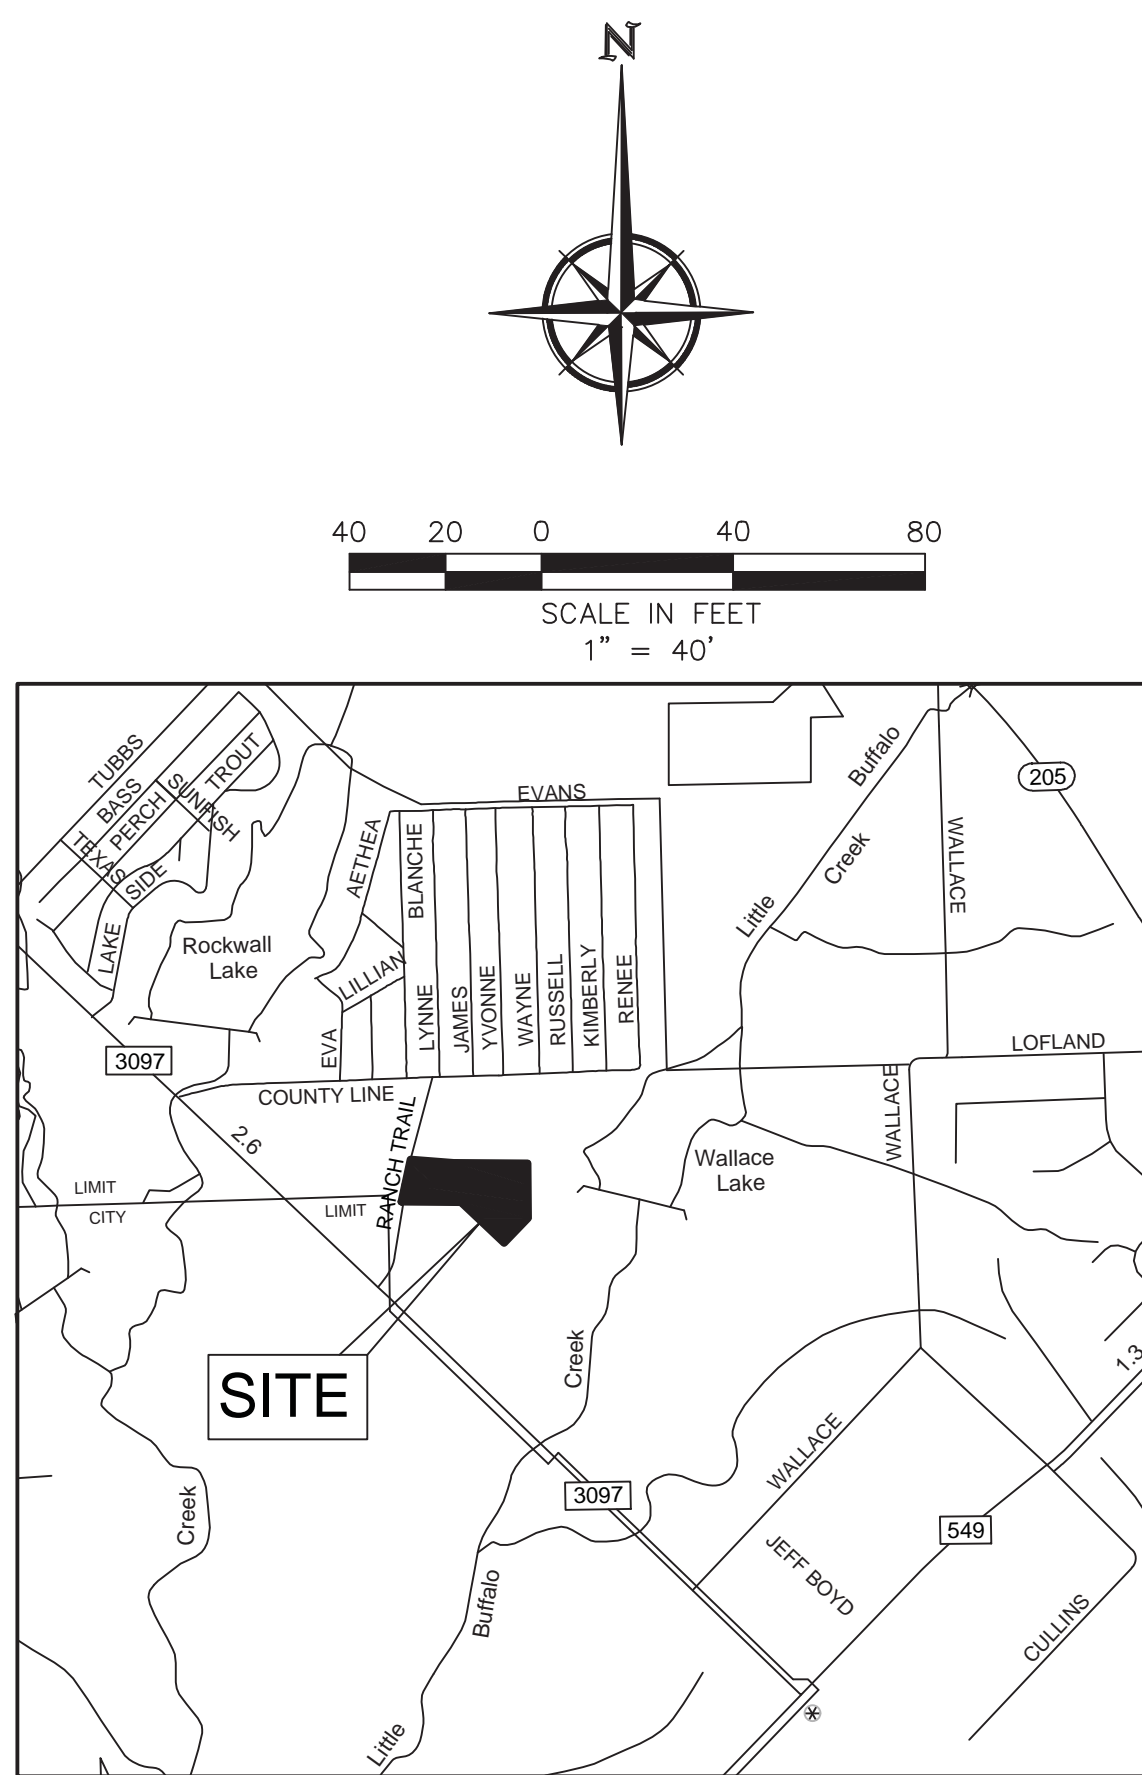 N
40 20 0 40 80
SCALE IN FEET
1" = 40'
TUBBS
BASS
PERCH
SUNFISH
TROUT
TEXAS
SIDE
LAKE
Rockwall
Lake
3097
2.6
EVANS
AETHEA
BLANCHE
LILLIAN
EVA
LYNNE
JAMES
YVONNE
WAYNE
RUSSELL
KIMBERLY
RENEE
COUNTY LINE
RANCH TRAIL
LIMIT
CITY
LIMIT
Buffalo
Creek
Little
205
WALLACE
LOFLAND
WALLACE
Wallace
Lake
SITE
Creek
Creek
3097
Buffalo
Little
WALLACE
JEFF BOYD
549
1.3
CULLINS